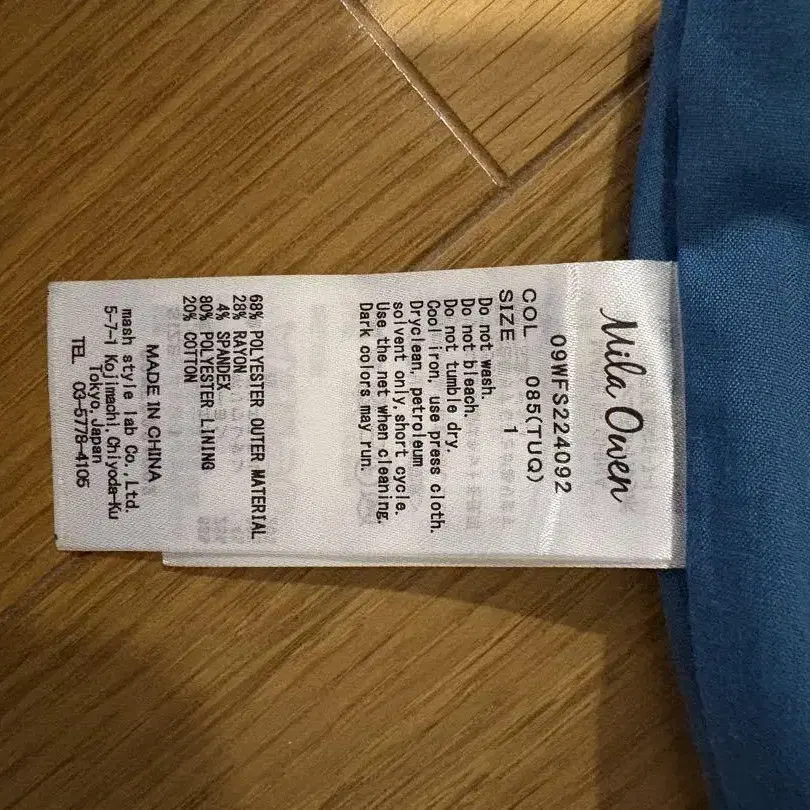 Mila Owen
09WFS224092
COL 085(TUQ)
SIZE 1
Do not wash.
Do not bleach.
Do not tumble dry.
Cool iron, use press cloth.
Dryclean, petroleum
solvent only, short cycle.
Use the net when cleaning.
Dark colors may run.
68% POLYESTER OUTER MATERIAL
28% RAYON
4% SPANDEX
80% POLYESTER LINING
20% COTTON
MADE IN CHINA
mash style lab Co.,Ltd.
5-7-1 Kojimachi, Chiyoda-Ku
Tokyo, Japan
TEL 03-5778-4106